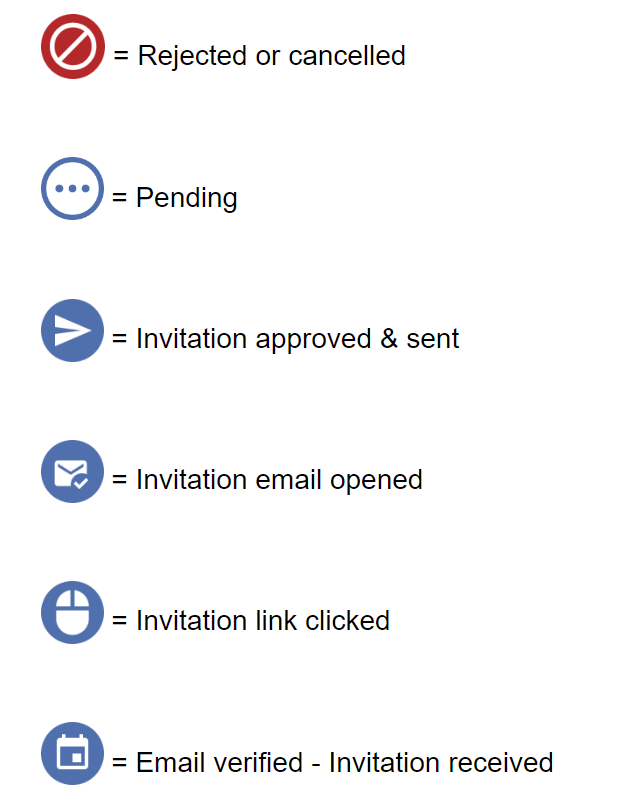 = Rejected or cancelled
= Pending
= Invitation approved & sent
= Invitation email opened
= Invitation link clicked
= Email verified - Invitation received